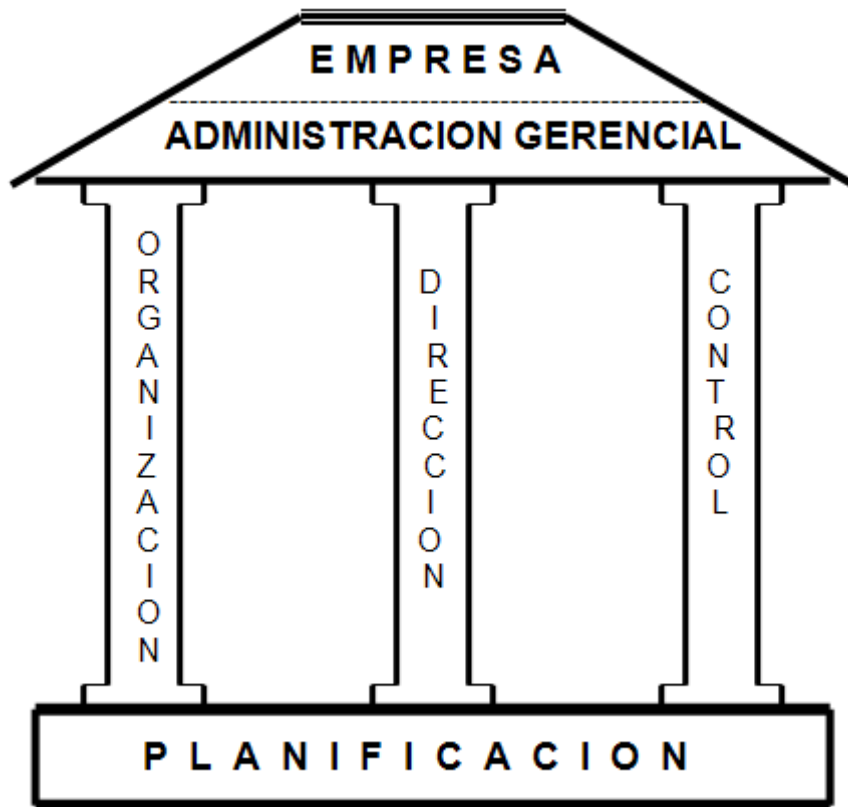 EMPRESA
ADMINISTRACION GERENCIAL
ORGANIZACION
DIRECCION
CONTROL
PLANIFICACION